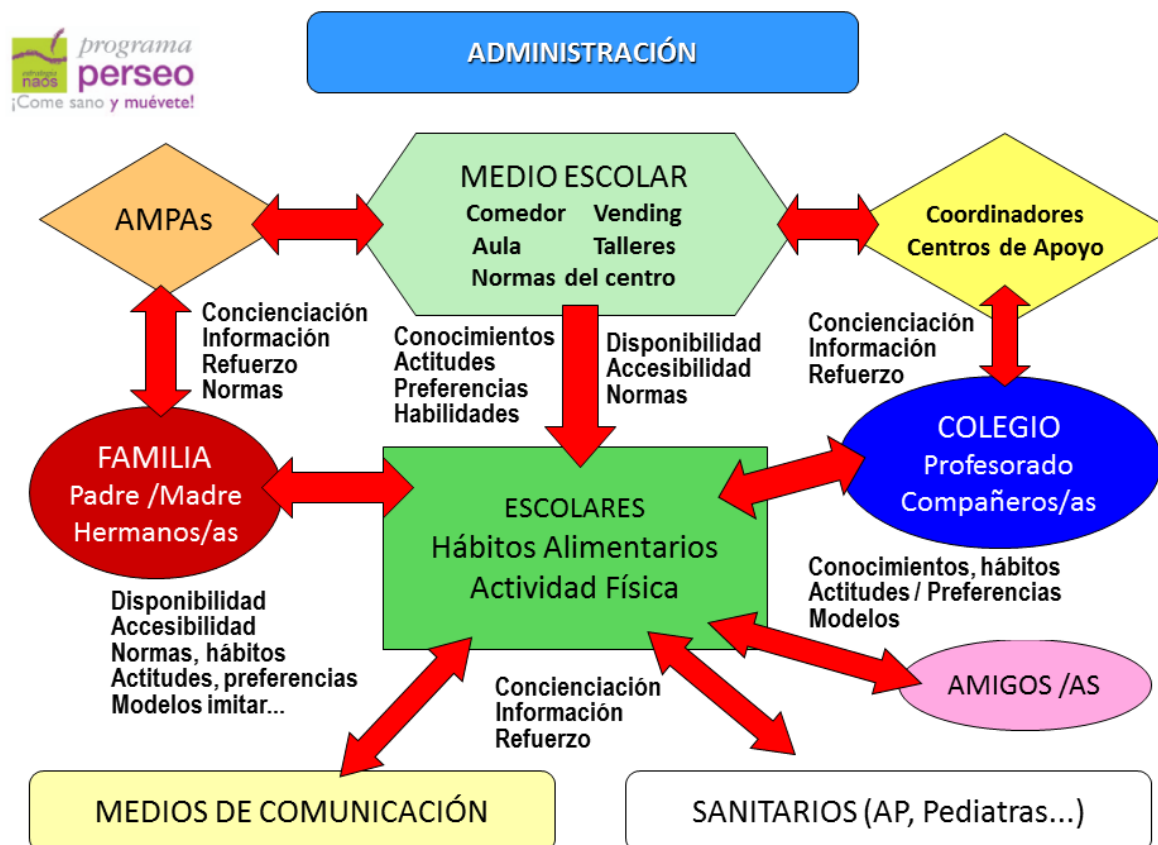 programa
estrategia
naos
perseo
¡Come sano y muévete!
ADMINISTRACIÓN
AMPAs
MEDIO ESCOLAR
Comedor Vending
Aula Talleres
Normas del centro
Coordinadores
Centros de Apoyo
Concienciación
Información
Refuerzo
Normas
Conocimientos
Actitudes
Preferencias
Habilidades
Disponibilidad
Accesibilidad
Normas
Concienciación
Información
Refuerzo
FAMILIA
Padre /Madre
Hermanos/as
ESCOLARES
Hábitos Alimentarios
Actividad Física
COLEGIO
Profesorado
Compañeros/as
Disponibilidad
Accesibilidad
Normas, hábitos
Actitudes, preferencias
Modelos imitar...
Concienciación
Información
Refuerzo
Conocimientos, hábitos
Actitudes / Preferencias
Modelos
AMIGOS /AS
MEDIOS DE COMUNICACIÓN
SANITARIOS (AP, Pediatras...)